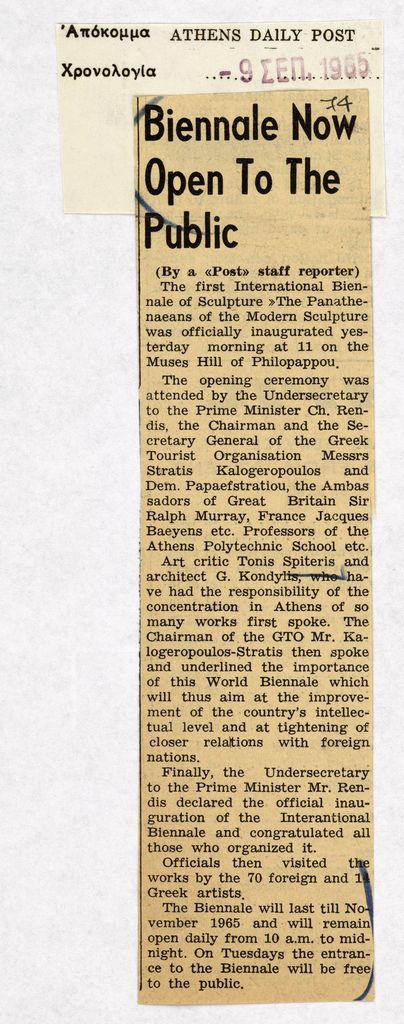 Ἀπόκομμα ATHENS DAILY POST
Χρονολογία .....- 9 ΣΕΠ. 1965
74
Biennale Now
Open To The
Public
(By a «Post» staff reporter)
The first International Bien-
nale of Sculpture »The Panathe-
naeans of the Modern Sculpture
was officially inaugurated yes-
terday morning at 11 on the
Muses Hill of Philopappou.
The opening ceremony was
attended by the Undersecretary
to the Prime Minister Ch. Ren-
dis, the Chairman and the Se-
cretary General of the Greek
Tourist Organisation Messrs
Stratis Kalogeropoulos and
Dem. Papaefstratiou, the Ambas
sadors of Great Britain Sir
Ralph Murray, France Jacques
Baeyens etc. Professors of the
Athens Polytechnic School etc.
Art critic Tonis Spiteris and
architect G. Kondylis, who ha-
ve had the responsibility of the
concentration in Athens of so
many works first spoke. The
Chairman of the GTO Mr. Ka-
logeropoulos-Stratis then spoke
and underlined the importance
of this World Biennale which
will thus aim at the improve-
ment of the country's intellec-
tual level and at tightening of
closer relations with foreign
nations.
Finally, the Undersecretary
to the Prime Minister Mr. Ren-
dis declared the official inau-
guration of the Interantional
Biennale and congratulated all
those who organized it.
Officials then visited the
works by the 70 foreign and 14
Greek artists.
The Biennale will last till No-
vember 1965 and will remain
open daily from 10 a.m. to mid-
night. On Tuesdays the entran-
ce to the Biennale will be free
to the public.